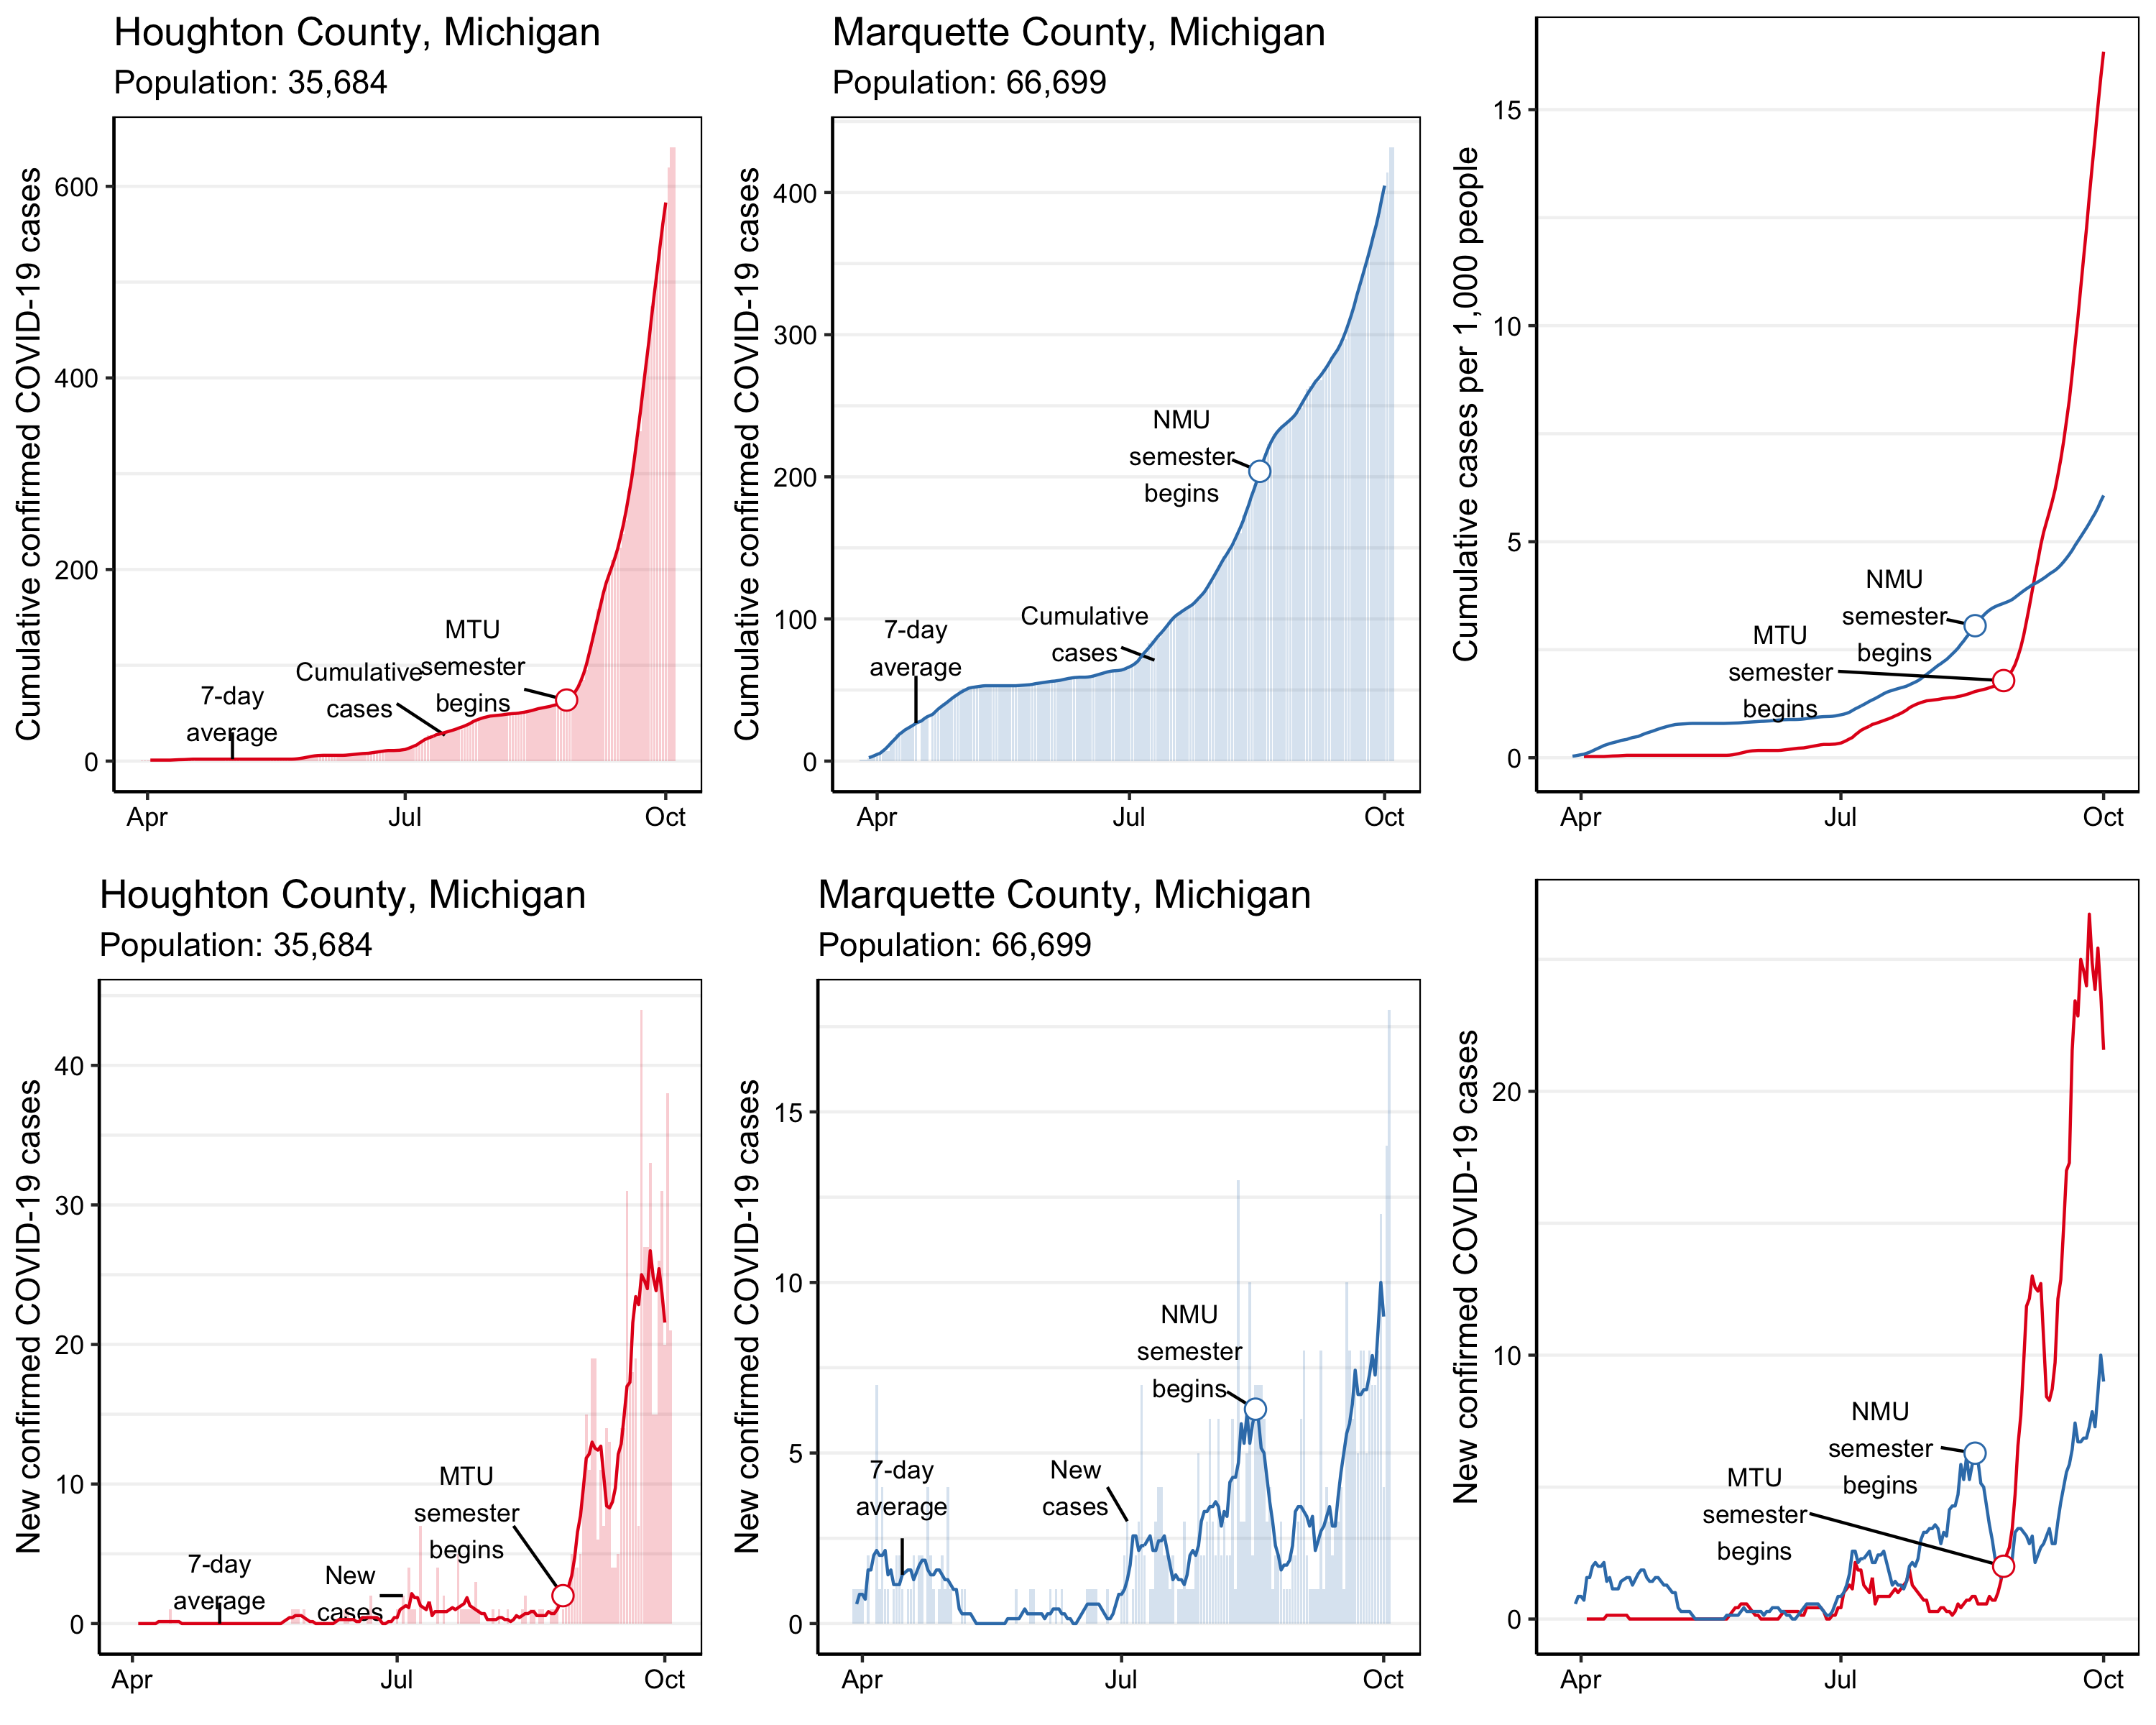 Houghton County, Michigan
Population: 35,684
Cumulative confirmed COVID-19 cases
600
400
200
0
7-day
average
Cumulative
cases
MTU
semester
begins
Apr
Jul
Oct
Marquette County, Michigan
Population: 66,699
Cumulative confirmed COVID-19 cases
400
300
200
100
0
7-day
average
Cumulative
cases
NMU
semester
begins
Apr
Jul
Oct
Cumulative cases per 1,000 people
15
10
5
0
NMU
semester
begins
MTU
semester
begins
Apr
Jul
Oct
Houghton County, Michigan
Population: 35,684
New confirmed COVID-19 cases
40
30
20
10
0
7-day
average
New
cases
MTU
semester
begins
Apr
Jul
Oct
Marquette County, Michigan
Population: 66,699
New confirmed COVID-19 cases
15
10
5
0
7-day
average
New
cases
NMU
semester
begins
Apr
Jul
Oct
New confirmed COVID-19 cases
20
10
0
NMU
semester
begins
MTU
semester
begins
Apr
Jul
Oct